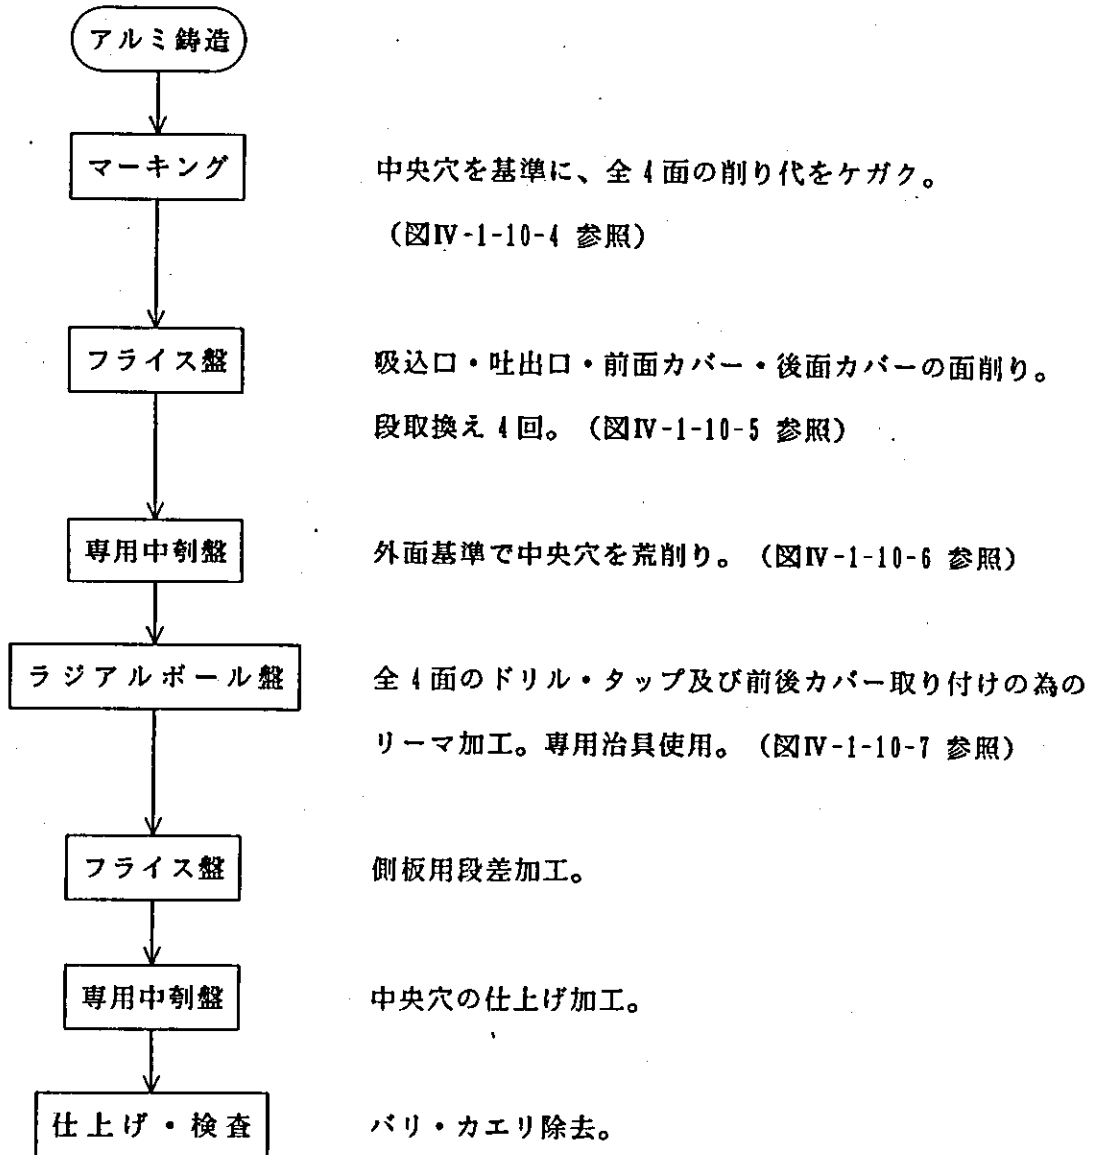 アルミ鋳造
マーキング
中央穴を基準に、全4面の削り代をケガク。
（図Ⅳ-1-10-4 参照）
フライス盤
吸込口・吐出口・前面カバー・後面カバーの面削り。
段取換え4回。（図Ⅳ-1-10-5 参照）
専用中刳盤
外面基準で中央穴を荒削り。（図Ⅳ-1-10-6 参照）
ラジアルボール盤
全4面のドリル・タップ及び前後カバー取り付けの為の
リーマ加工。専用治具使用。（図Ⅳ-1-10-7 参照）
フライス盤
側板用段差加工。
専用中刳盤
中央穴の仕上げ加工。
仕上げ・検査
バリ・カエリ除去。